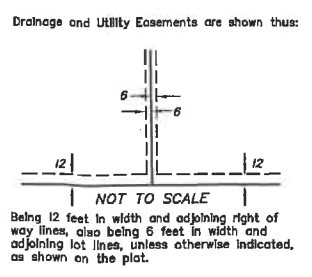 Drainage and Utility Easements are shown thus:
6
6
12
12
NOT TO SCALE
Being 12 feet in width and adjoining right of
way lines, also being 6 feet in width and
adjoining lot lines, unless otherwise indicated,
as shown on the plat.